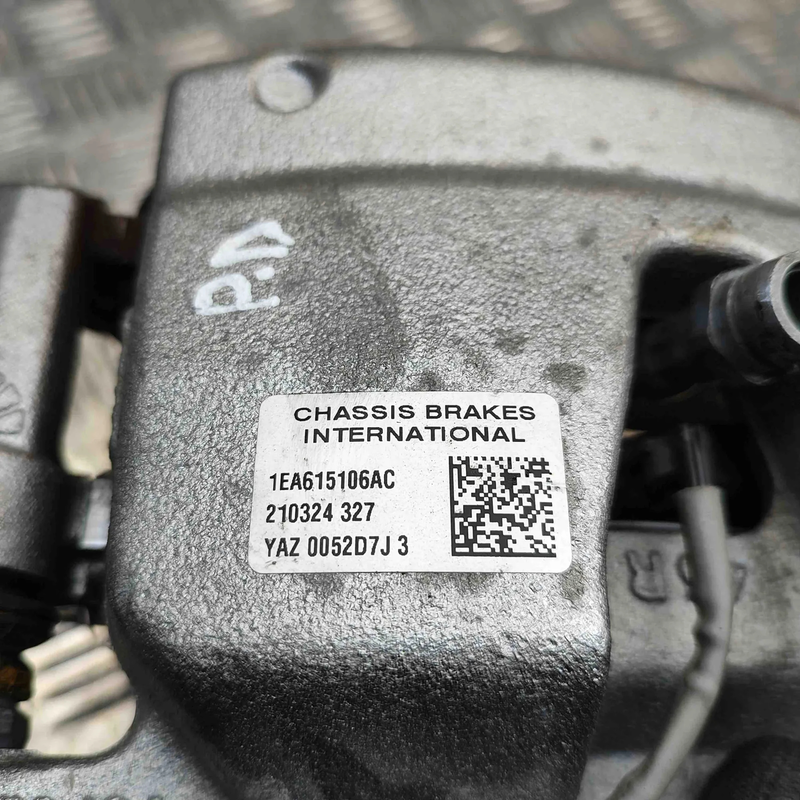 P.D
CHASSIS BRAKES
INTERNATIONAL
1EA615106AC
210324 327
YAZ 0052D7J 3